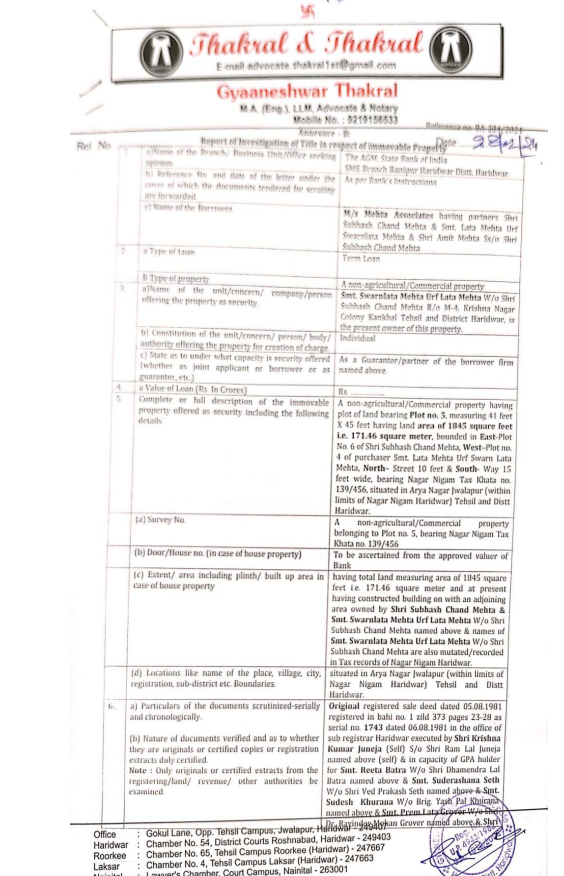 Thakral & Thakral
E-mail-advocate.thakral1st@gmail.com
Gyaaneshwar Thakral
M.A. (Eng.), LLM, Advocate & Notary
Mobile No. : 9219156533
Annexure - B:
Ref No.
Report of Investigation of Title in respect of immovable Property
Date
1. a)Name of the Branch/ Business Unit/Office seeking opinion.
The AGM, State Bank of India
SME Branch Ranipur Haridwar Distt. Haridwar
b) Reference No. and date of the letter under the cover of which the documents tendered for scrutiny are forwarded.
As per Bank's Instructions
c) Name of the Borrower.
M/s Mehta Associates having partners Shri
Subhash Chand Mehta & Smt. Lata Mehta Urf
Swarnlata Mehta & Shri Amit Mehta Ss/o Shri
Subhash Chand Mehta
2. a Type of Loan
Term Loan
B Type of property
A non-agricultural/Commercial property
3. a)Name of the unit/concern/ company/person
offering the property as security.
Smt. Swarnlata Mehta Urf Lata Mehta W/o Shri
Subhash Chand Mehta R/o M-4, Krishna Nagar
Colony Kankhal Tehsil and District Haridwar, is
the present owner of this property.
b) Constitution of the unit/concern/ person/ body/
authority offering the property for creation of charge.
Individual
c) State as to under what capacity is security offered
(whether as joint applicant or borrower or as
guarantor, etc.)
As a Guarantor/partner of the borrower firm
named above.
4. a Value of Loan (Rs. In Crores)
Rs ..............
5. Complete or full description of the immovable
property offered as security including the following
details
A non-agricultural/Commercial property having
plot of land bearing Plot no. 5, measuring 41 feet
X 45 feet having land area of 1845 square feet
i.e. 171.46 square meter, bounded in East-Plot
No. 6 of Shri Subhash Chand Mehta, West-Plot no.
4 of purchaser Smt. Lata Mehta Urf Swarn Lata
Mehta, North- Street 10 feet & South- Way 15
feet wide, bearing Nagar Nigam Tax Khata no.
139/456, situated in Arya Nagar Jwalapur (within
limits of Nagar Nigam Haridwar) Tehsil and Distt
Haridwar.
(a) Survey No.
A non-agricultural/Commercial property
belonging to Plot no. 5, bearing Nagar Nigam Tax
Khata no. 139/456
(b) Door/House no. (in case of house property)
To be ascertained from the approved valuer of
Bank
(c) Extent/ area including plinth/ built up area in
case of house property
having total land measuring area of 1845 square
feet i.e. 171.46 square meter and at present
having constructed building on with an adjoining
area owned by Shri Subhash Chand Mehta &
Smt. Swarnlata Mehta Urf Lata Mehta W/o Shri
Subhash Chand Mehta named above & names of
Smt. Swarnlata Mehta Urf Lata Mehta W/o Shri
Subhash Chand Mehta are also mutated/recorded
in Tax records of Nagar Nigam Haridwar.
(d) Locations like name of the place, village, city,
registration, sub-district etc. Boundaries.
situated in Arya Nagar Jwalapur (within limits of
Nagar Nigam Haridwar) Tehsil and Distt
Haridwar.
6. a) Particulars of the documents scrutinized-serially
and chronologically.
(b) Nature of documents verified and as to whether
they are originals or certified copies or registration
extracts duly certified.
Note : Only originals or certified extracts from the
registering/land/ revenue/ other authorities be
examined.
Original registered sale deed dated 05.08.1981
registered in bahi no. 1 zild 373 pages 23-28 as
serial no. 1743 dated 06.08.1981 in the office of
sub registrar Haridwar executed by Shri Krishna
Kumar Juneja (Self) S/o Shri Ram Lal Juneja
named above (self) & in capacity of GPA holder
for Smt. Reeta Batra W/o Shri Dhamendra Lal
Batra named above & Smt. Suderashana Seth
W/o Shri Ved Prakash Seth named above & Smt.
Sudesh Khurana W/o Brig. Yash Pal Khurana
named above & Smt. Prem Lata Grover W/o Shri
Dr. Ravinder Mohan Grover named above & Shri
Office : Gokul Lane, Opp. Tehsil Campus, Jwalapur, Haridwar - 249407
Haridwar : Chamber No. 54, District Courts Roshnabad, Haridwar - 249403
Roorkee : Chamber No. 65, Tehsil Campus Roorkee (Haridwar) - 247667
Laksar : Chamber No. 4, Tehsil Campus Laksar (Haridwar) - 247663
Nainital : Lawyer's Chamber, Court Campus, Nainital - 263001